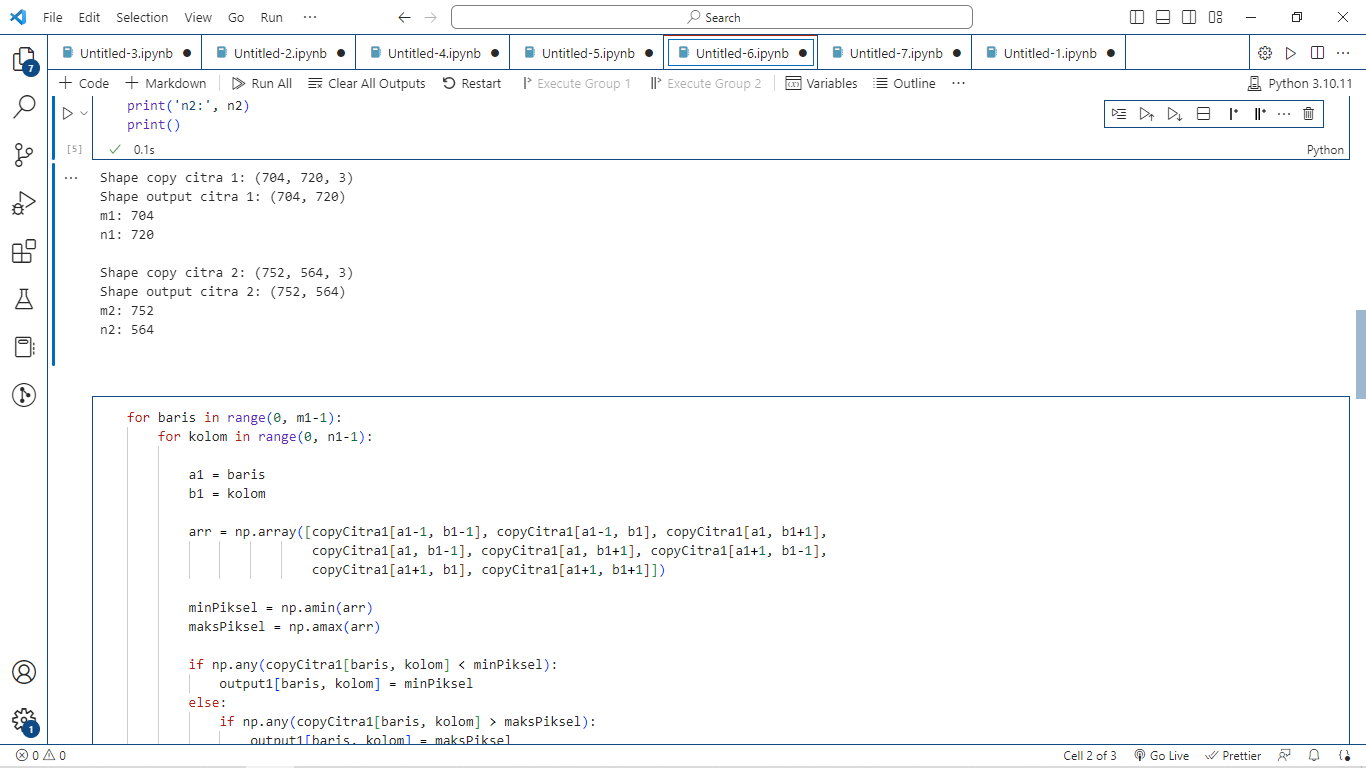 File Edit Selection View Go Run ··· Search
Untitled-3.ipynb Untitled-2.ipynb Untitled-4.ipynb Untitled-5.ipynb Untitled-6.ipynb Untitled-7.ipynb Untitled-1.ipynb
+ Code + Markdown Run All Clear All Outputs Restart Execute Group 1 Execute Group 2 Variables Outline ··· Python 3.10.11
7
print('n2:', n2)
print()
[5] 0.1s Python
Shape copy citra 1: (704, 720, 3)
Shape output citra 1: (704, 720)
m1: 704
n1: 720
Shape copy citra 2: (752, 564, 3)
Shape output citra 2: (752, 564)
m2: 752
n2: 564
for baris in range(0, m1-1):
for kolom in range(0, n1-1):
a1 = baris
b1 = kolom
arr = np.array([copyCitra1[a1-1, b1-1], copyCitra1[a1-1, b1], copyCitra1[a1, b1+1],
copyCitra1[a1, b1-1], copyCitra1[a1, b1+1], copyCitra1[a1+1, b1-1],
copyCitra1[a1+1, b1], copyCitra1[a1+1, b1+1]])
minPiksel = np.amin(arr)
maksPiksel = np.amax(arr)
if np.any(copyCitra1[baris, kolom] < minPiksel):
output1[baris, kolom] = minPiksel
else:
if np.any(copyCitra1[baris, kolom] > maksPiksel):
output1[baris, kolom] = maksPiksel
1
0 0 Cell 2 of 3 Go Live Prettier